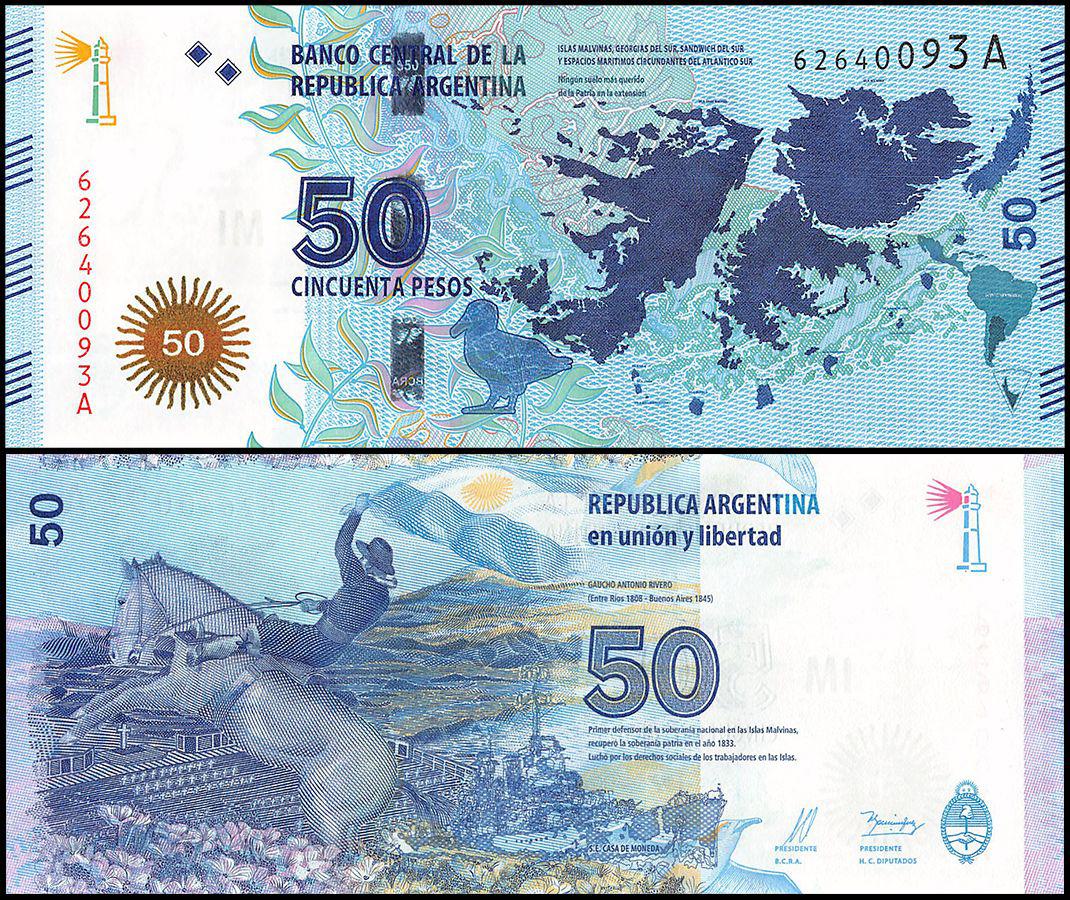 BANCO CENTRAL DE LA
REPUBLICA ARGENTINA
ISLAS MALVINAS, GEORGIAS DEL SUR, SANDWICH DEL SUR
Y ESPACIOS MARITIMOS CIRCUNDANTES DEL ATLANTICO SUR
Ningún suelo más querido
de la Patria en la extensión
62640093 A
62640093 A
50
CINCUENTA PESOS
50
50
BCRA
REPUBLICA ARGENTINA
en unión y libertad
50
GAUCHO ANTONIO RIVERO
(Entre Ríos 1808 - Buenos Aires 1845)
50
Primer defensor de la soberanía nacional en las Islas Malvinas,
recuperó la soberanía patria en el año 1833.
Luchó por los derechos sociales de los trabajadores en las Islas.
S.E. CASA DE MONEDA
PRESIDENTE
B.C.R.A.
PRESIDENTE
H. C. DIPUTADOS